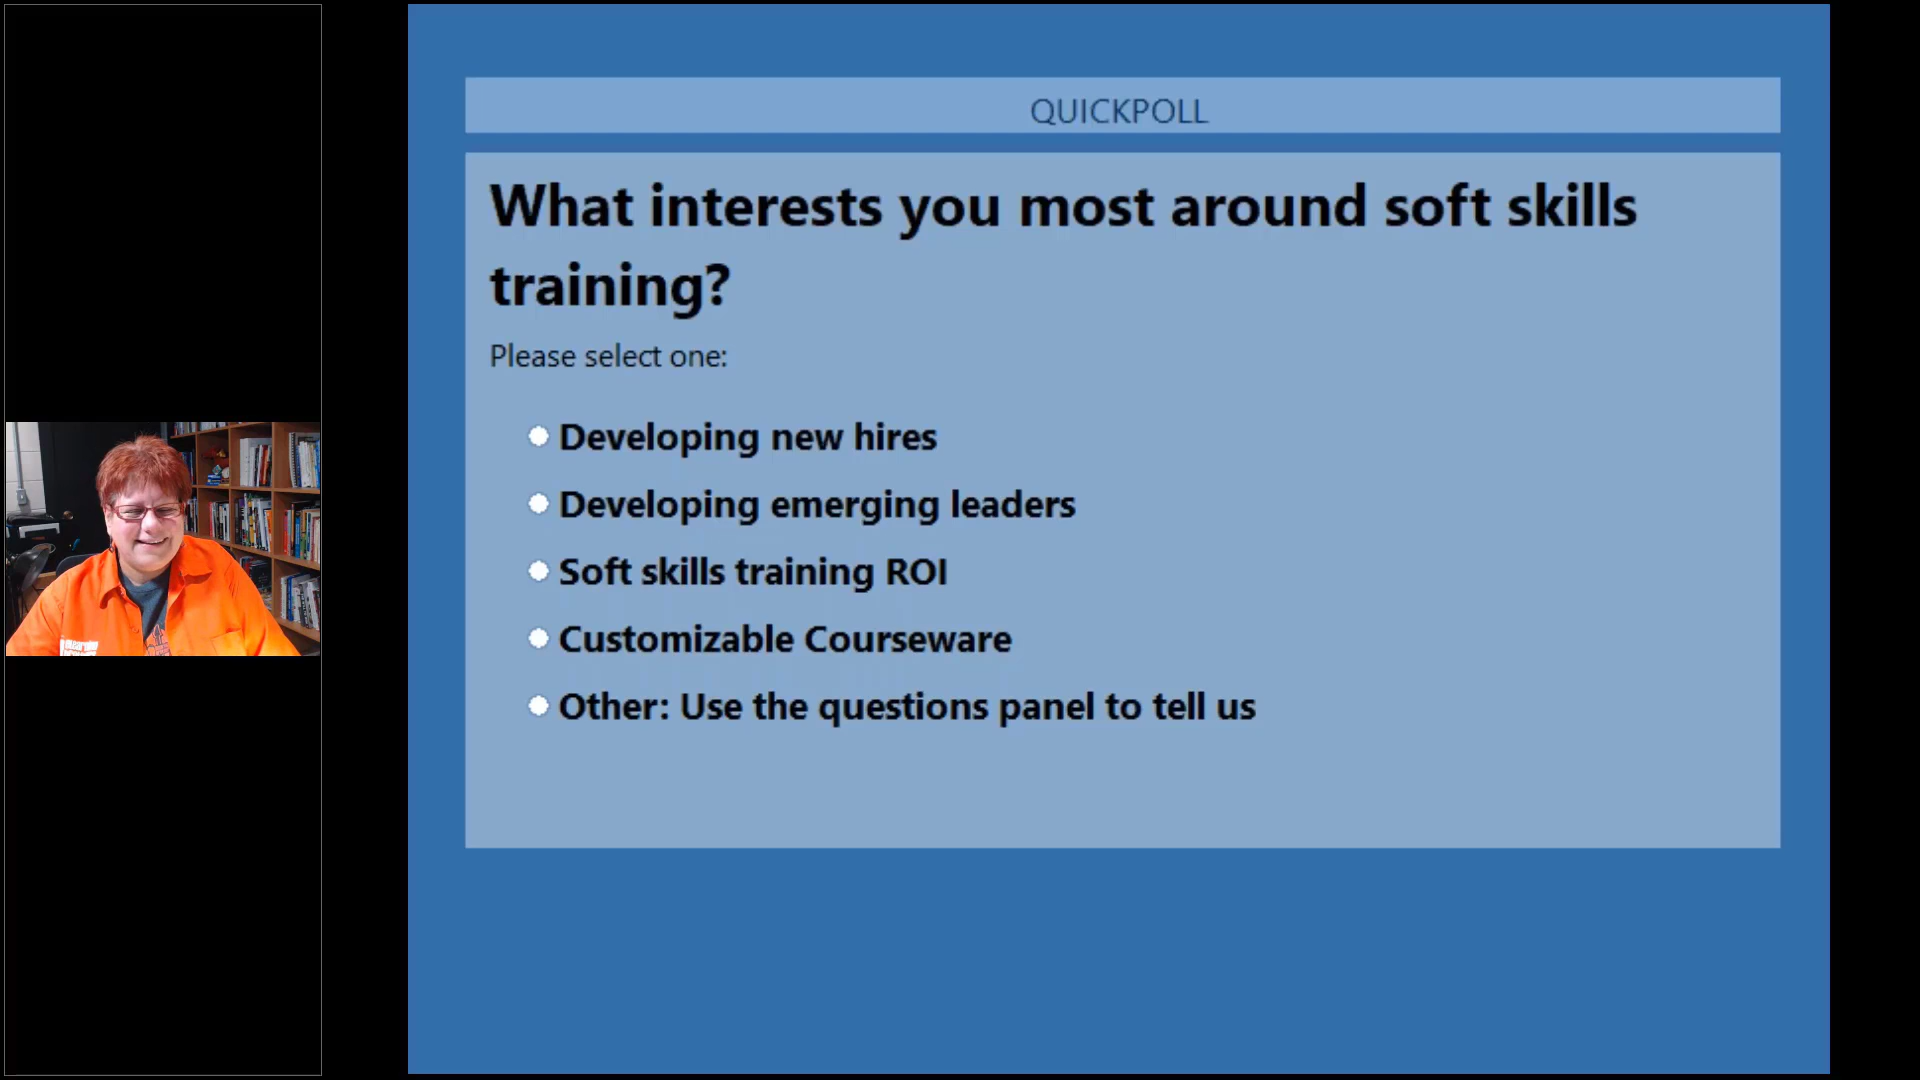 QUICKPOLL
What interests you most around soft skills
training?
Please select one:
Developing new hires
Developing emerging leaders
Soft skills training ROI
Customizable Courseware
Other: Use the questions panel to tell us